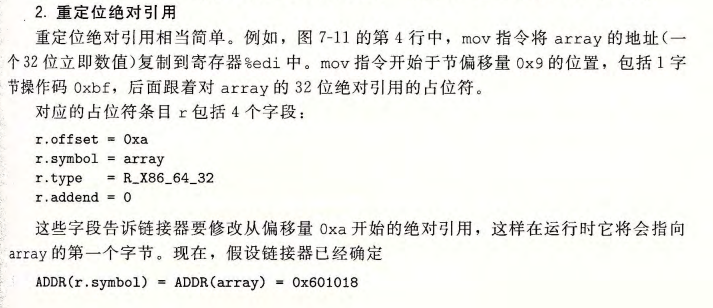 2. 重定位绝对引用
重定位绝对引用相当简单。例如，图 7-11 的第 4 行中，mov 指令将 array 的地址(一
个 32 位立即数值)复制到寄存器%edi 中。mov 指令开始于节偏移量 0x9 的位置，包括 1 字
节操作码 0xbf，后面跟着对 array 的 32 位绝对引用的占位符。
对应的占位符条目 r 包括 4 个字段：
r.offset = 0xa
r.symbol = array
r.type   = R_X86_64_32
r.addend = 0
这些字段告诉链接器要修改从偏移量 0xa 开始的绝对引用，这样在运行时它将会指向
array 的第一个字节。现在，假设链接器已经确定
ADDR(r.symbol) = ADDR(array) = 0x601018